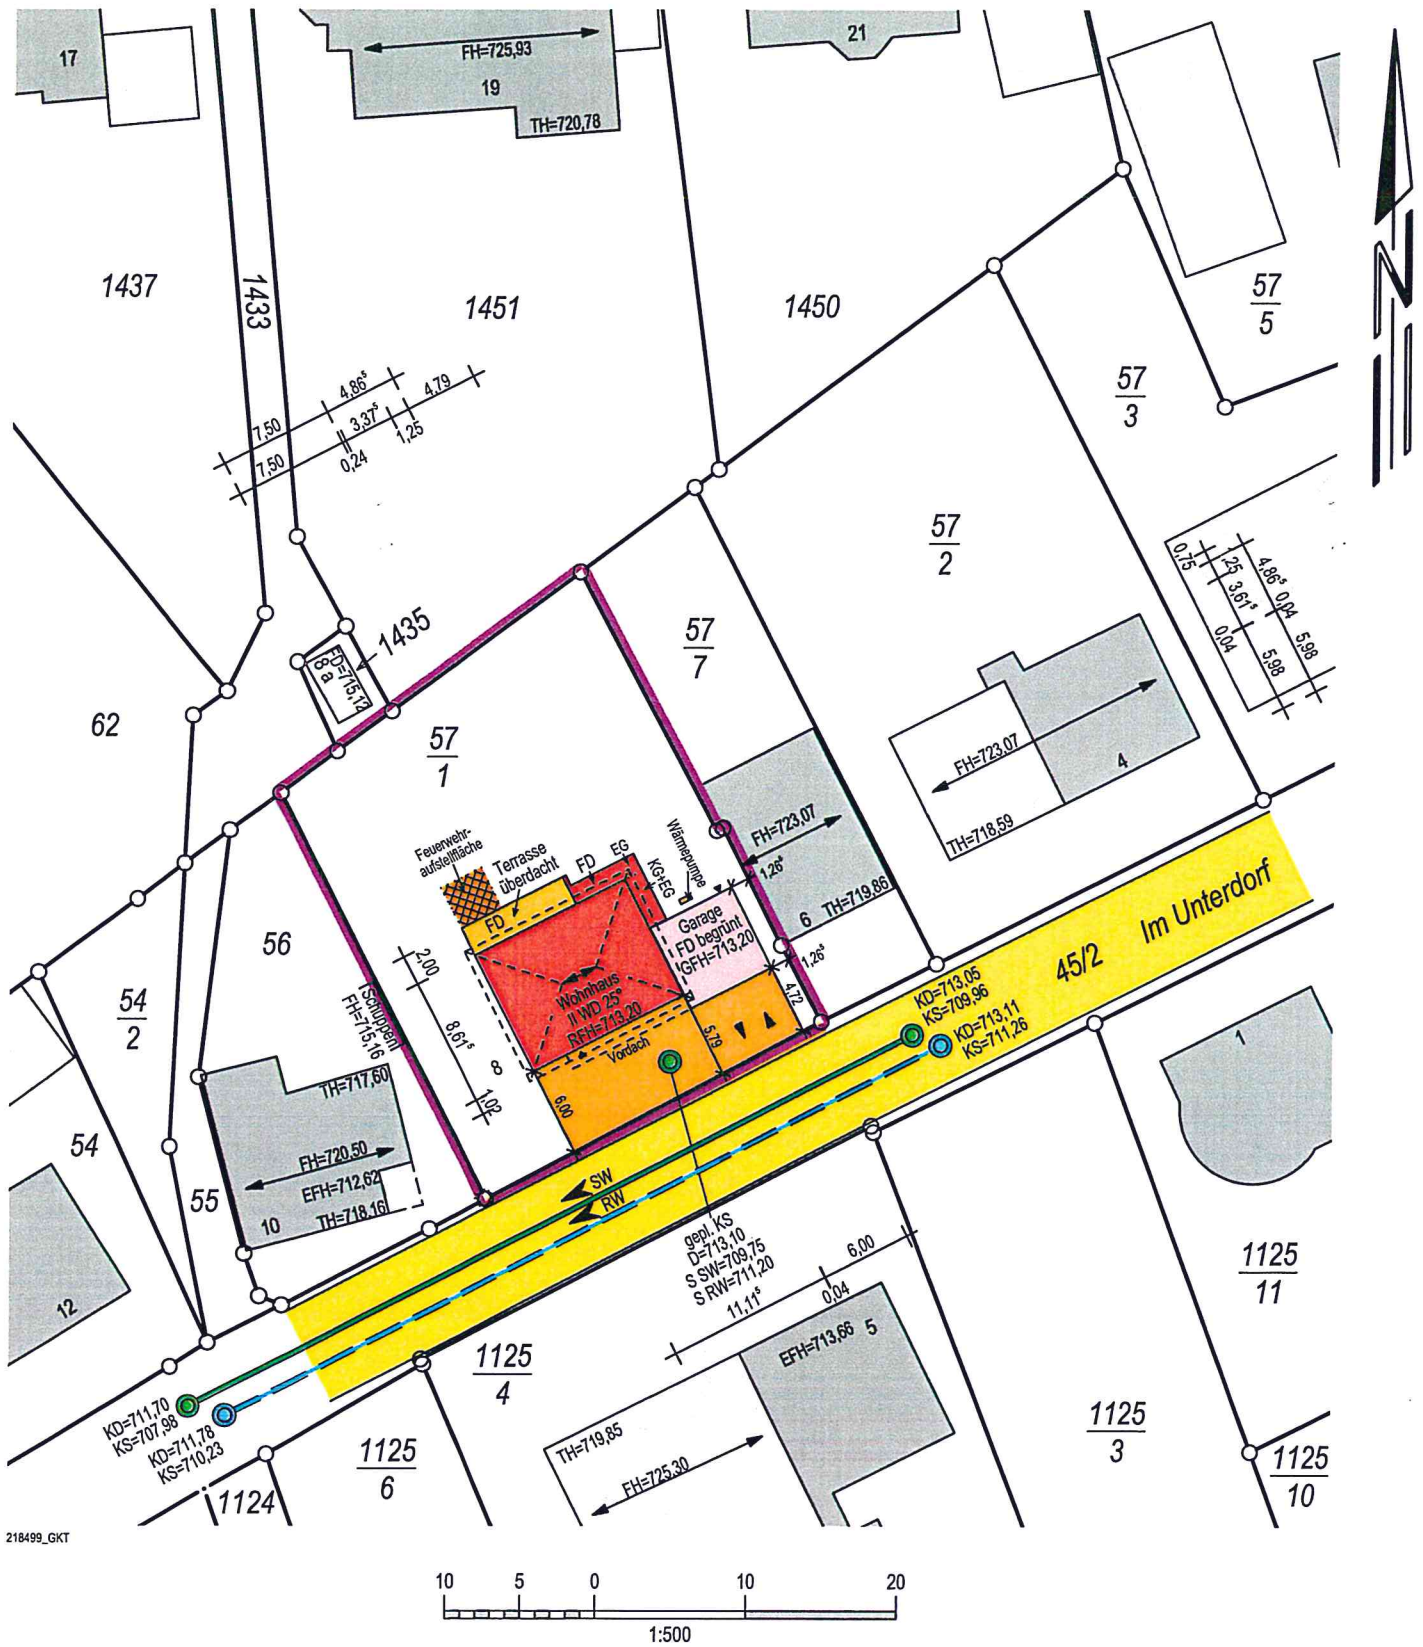 17
FH=725,93
19
TH=720,78
21
1437
1433
1451
1450
57
5
57
3
4,86⁵
4,79
7,50
3,37⁵
1,25
7,50
0,24
57
2
0,75
1,25
4,86⁵
0,04
3,61⁵
5,98
0,04
5,98
1435
FD=715,12
8 a
57
7
62
57
1
FH=723,07
4
TH=718,59
Feuerwehr-
aufstellfläche
Terrasse
überdacht
FD
EG
KG+EG
Wärmepumpe
FH=723,07
1,26⁵
6
TH=719,86
FD
Garage
FD begrünt
GFH=713,20
1,26⁵
4,72
56
2,00
8,61⁵
1,02
(Schuppen)
FH=715,16
Wohnhaus
II WD 25°
RFH=713,20
Vordach
5,79
6,00
8
Im Unterdorf
45/2
KD=713,05
KS=709,96
KD=713,11
KS=711,26
54
2
1
TH=717,60
FH=720,50
EFH=712,62
TH=718,16
10
54
55
12
SW
RW
gepl. KS
D=713,10
S SW=709,75
S RW=711,20
6,00
0,04
11,11⁵
1125
11
EFH=713,66
5
1125
4
KD=711,70
KS=707,98
KD=711,78
KS=710,23
TH=719,85
FH=725,30
1125
3
1125
6
1125
10
1124
218499_GKT
10 5 0 10 20
1:500